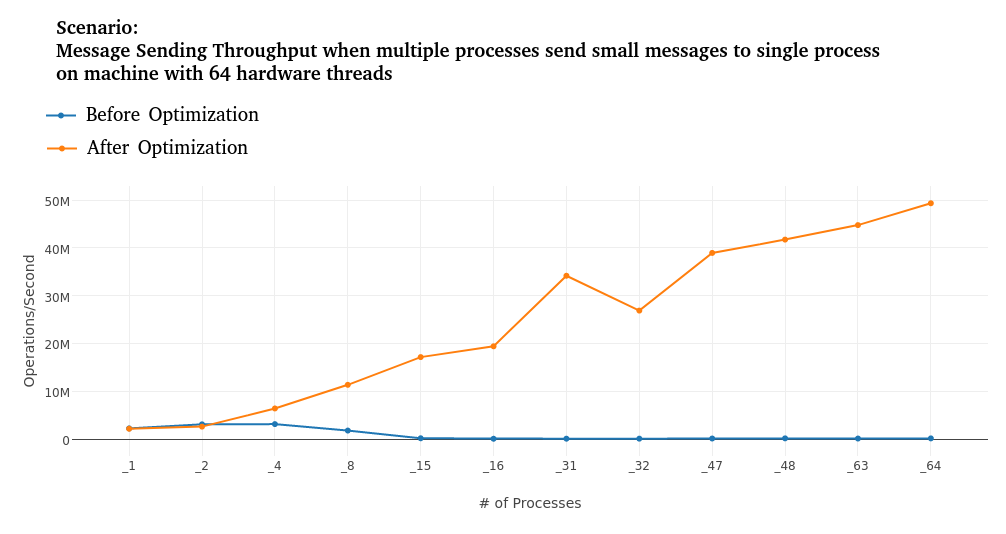 Scenario:
Message Sending Throughput when multiple processes send small messages to single process
on machine with 64 hardware threads
Before Optimization
After Optimization
50M
40M
30M
20M
10M
0
Operations/Second
_1 _2 _4 _8 _15 _16 _31 _32 _47 _48 _63 _64
# of Processes